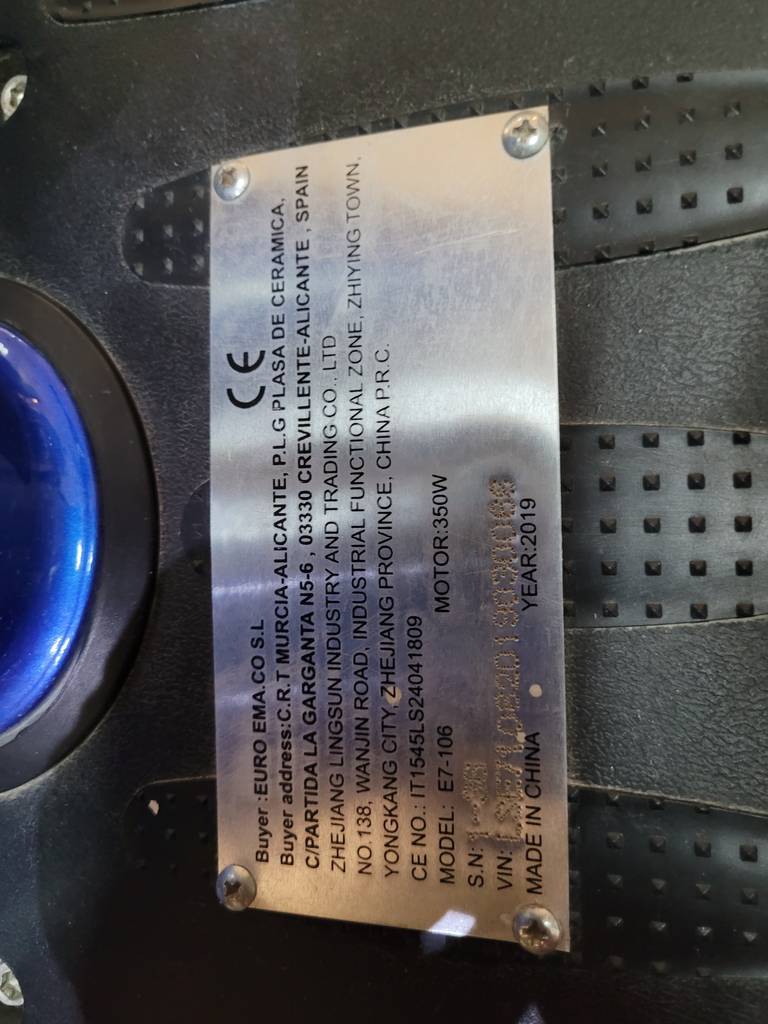 CE
Buyer :EURO EMA.CO S.L
Buyer address:C.R.T MURCIA-ALICANTE, P.L.G PLASA DE CERAMICA,
C/PARTIDA LA GARGANTA N5-6 , 03330 CREVILLENTE-ALICANTE , SPAIN
ZHEJIANG LINGSUN INDUSTRY AND TRADING CO., LTD
NO.138, WANJIN ROAD, INDUSTRIAL FUNCTIONAL ZONE, ZHIYING TOWN,
YONGKANG CITY, ZHEJIANG PROVINCE, CHINA P.R.C.
CE NO.: IT1545LS24041809
MODEL: E7-106 MOTOR:350W
S.N:
VIN:
MADE IN CHINA YEAR:2019